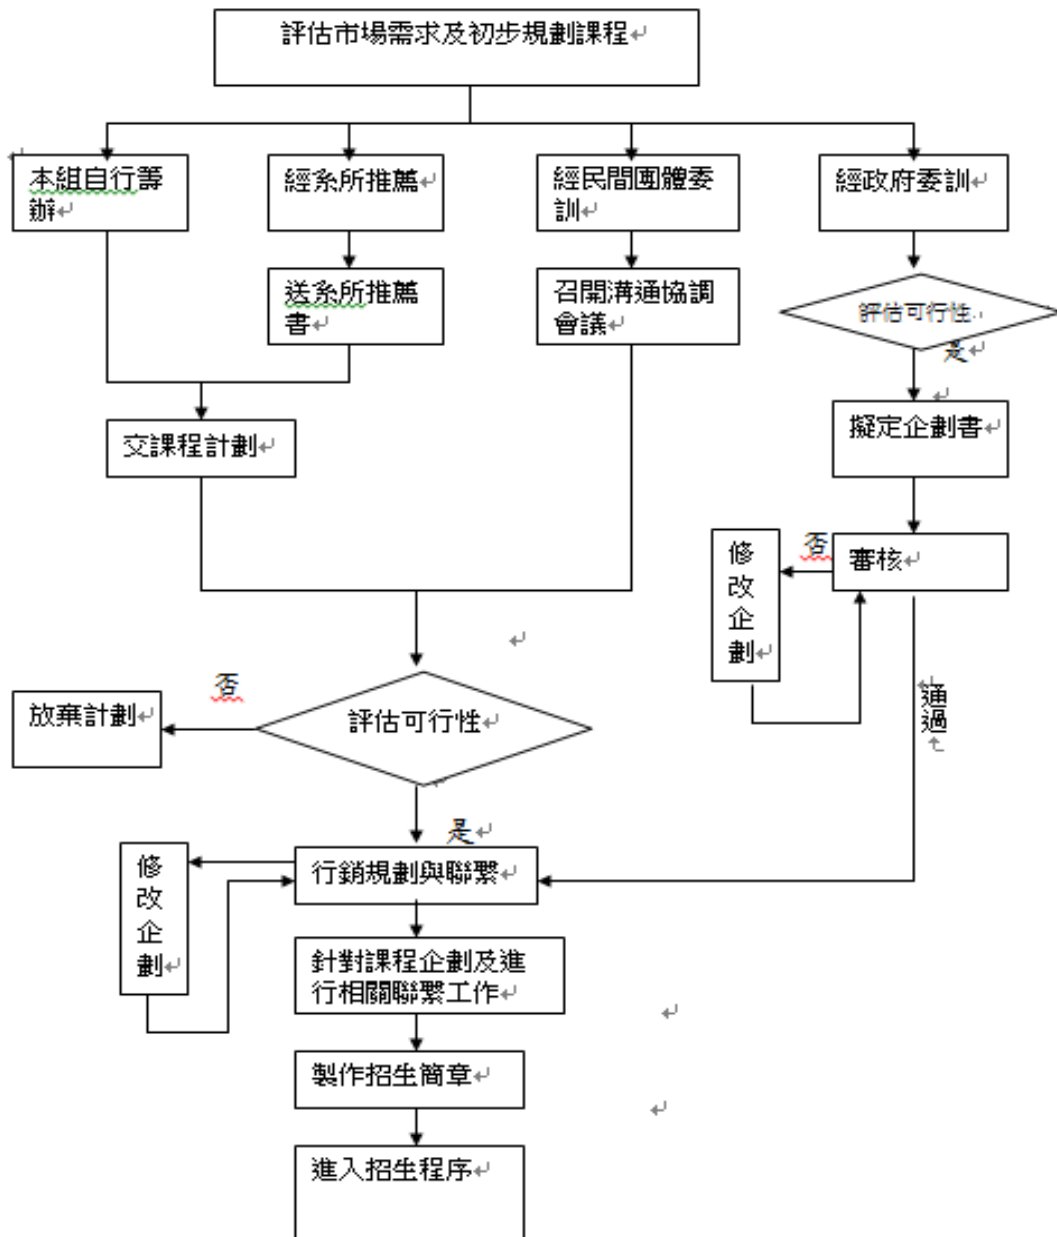 評估市場需求及初步規劃課程
本組自行籌
辦
經系所推薦
經民間團體委
訓
經政府委訓
送系所推薦
書
召開溝通協調
會議
評估可行性
是
交課程計劃
擬定企劃書
修
改
企
劃
否
審核
通
過
否
放棄計劃
評估可行性
是
修
改
企
劃
行銷規劃與聯繫
針對課程企劃及進
行相關聯繫工作
製作招生簡章
進入招生程序